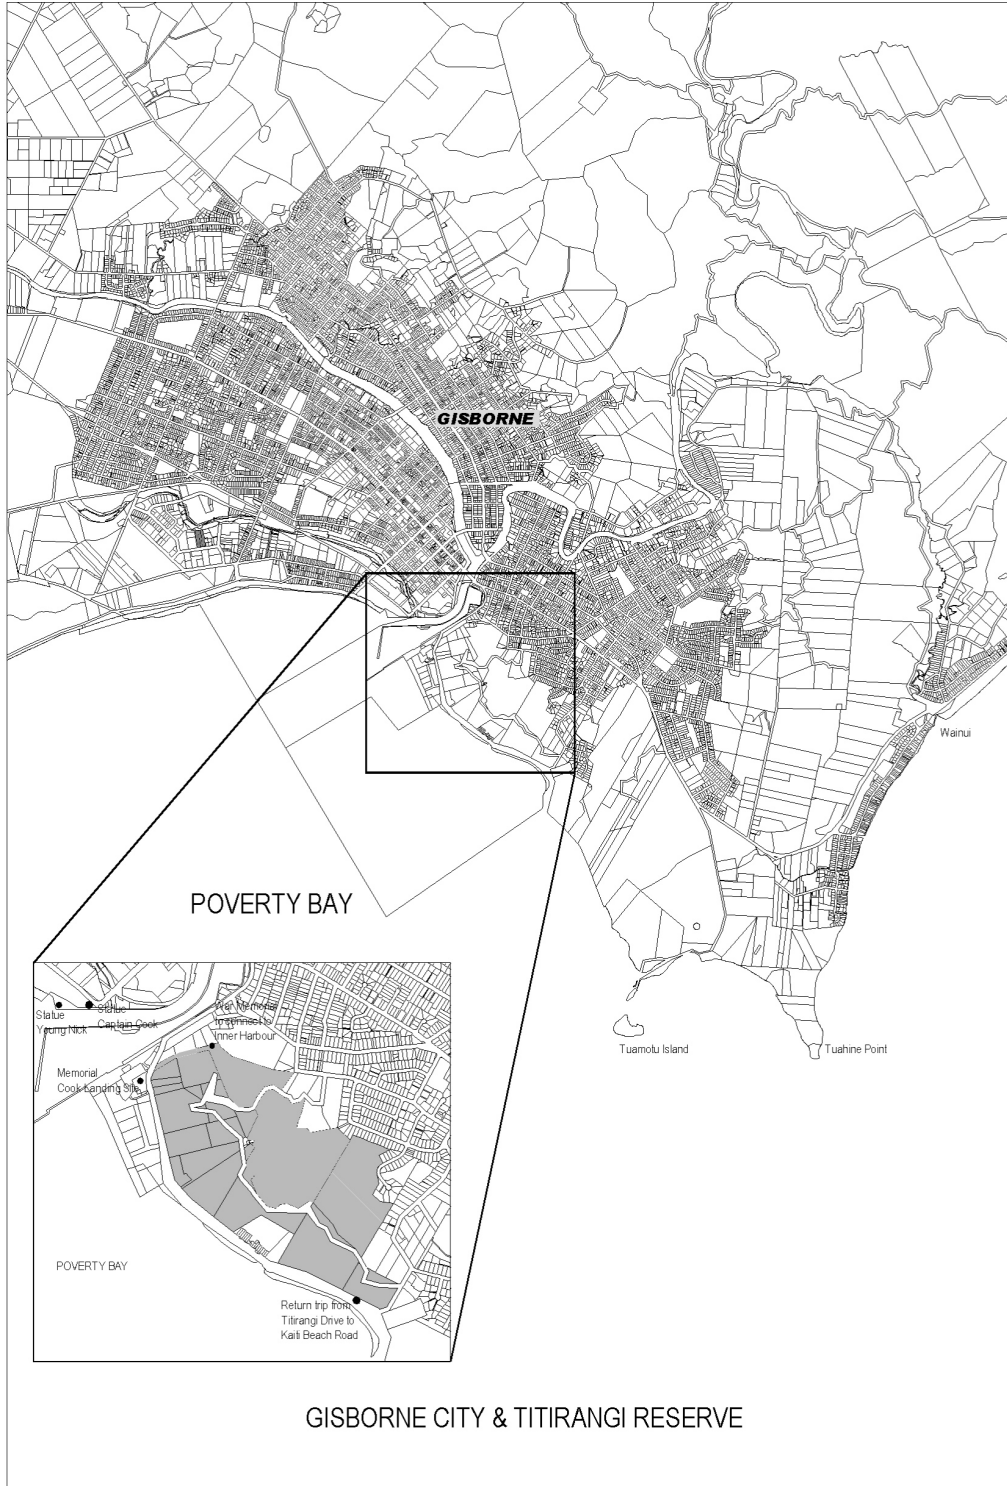 GISBORNE
Wainui
POVERTY BAY
Statue
Young Nick
Statue
Captain Cook
War Memorial
to connect to
Inner Harbour
Tuamotu Island
Tuahine Point
Memorial
Cook Landing Site
POVERTY BAY
Return trip from
Titirangi Drive to
Kaiti Beach Road
GISBORNE CITY & TITIRANGI RESERVE